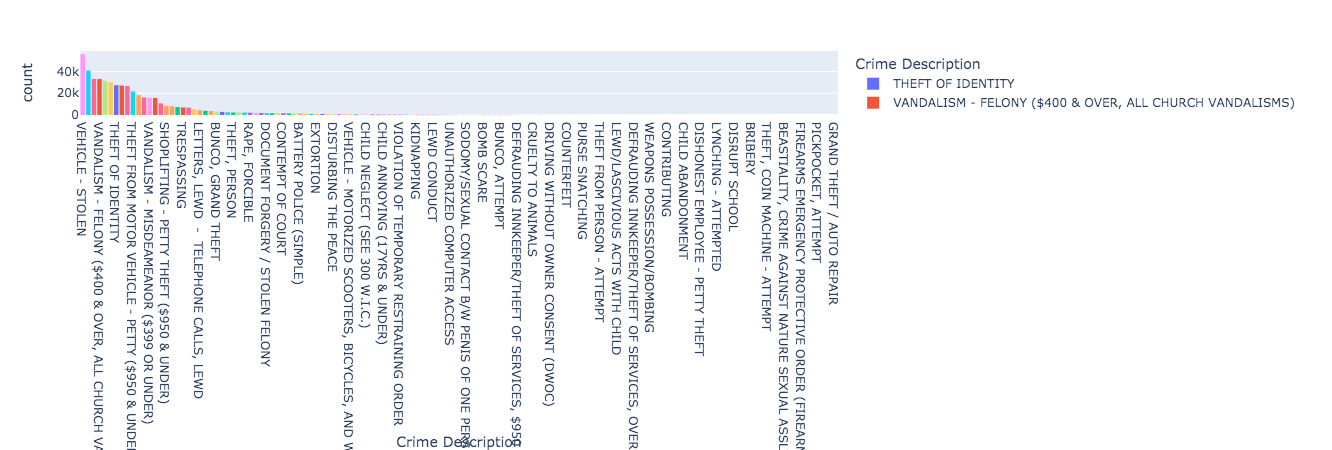 count
40k
20k
0
VEHICLE - STOLEN
VANDALISM - FELONY ($400 & OVER, ALL CHURCH VA
THEFT OF IDENTITY
THEFT FROM MOTOR VEHICLE - PETTY ($950 & UNDE
VANDALISM - MISDEAMEANOR ($399 OR UNDER)
SHOPLIFTING - PETTY THEFT ($950 & UNDER)
TRESPASSING
LETTERS, LEWD - TELEPHONE CALLS, LEWD
BUNCO, GRAND THEFT
THEFT, PERSON
RAPE, FORCIBLE
DOCUMENT FORGERY / STOLEN FELONY
CONTEMPT OF COURT
BATTERY POLICE (SIMPLE)
EXTORTION
DISTURBING THE PEACE
VEHICLE - MOTORIZED SCOOTERS, BICYCLES, AND W
CHILD NEGLECT (SEE 300 W.I.C.)
CHILD ANNOYING (17YRS & UNDER)
VIOLATION OF TEMPORARY RESTRAINING ORDER
KIDNAPPING
LEWD CONDUCT
UNAUTHORIZED COMPUTER ACCESS
SODOMY/SEXUAL CONTACT B/W PENIS OF ONE PERS
BOMB SCARE
BUNCO, ATTEMPT
DEFRAUDING INNKEEPER/THEFT OF SERVICES, $950
CRUELTY TO ANIMALS
DRIVING WITHOUT OWNER CONSENT (DWOC)
COUNTERFEIT
PURSE SNATCHING
THEFT FROM PERSON - ATTEMPT
LEWD/LASCIVIOUS ACTS WITH CHILD
DEFRAUDING INNKEEPER/THEFT OF SERVICES, OVER
WEAPONS POSSESSION/BOMBING
CONTRIBUTING
CHILD ABANDONMENT
DISHONEST EMPLOYEE - PETTY THEFT
LYNCHING - ATTEMPTED
DISRUPT SCHOOL
BRIBERY
THEFT, COIN MACHINE - ATTEMPT
BEASTIALITY, CRIME AGAINST NATURE SEXUAL ASSL
FIREARMS EMERGENCY PROTECTIVE ORDER (FIREARM
PICKPOCKET, ATTEMPT
GRAND THEFT / AUTO REPAIR
Crime Description
Crime Description
THEFT OF IDENTITY
VANDALISM - FELONY ($400 & OVER, ALL CHURCH VANDALISMS)